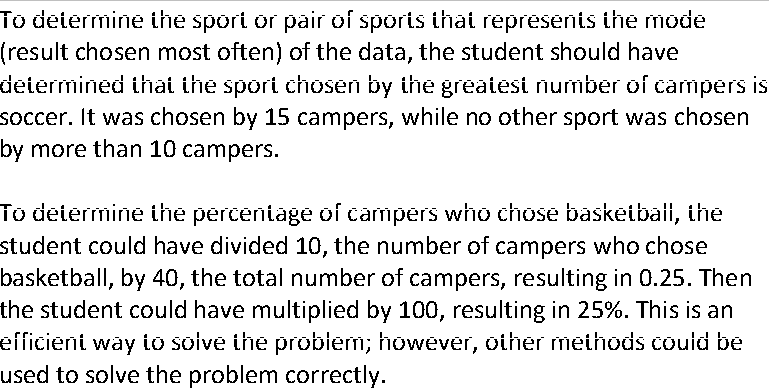 To determine the sport or pair of sports that represents the mode
(result chosen most often) of the data, the student should have
determined that the sport chosen by the greatest number of campers is
soccer. It was chosen by 15 campers, while no other sport was chosen
by more than 10 campers.
To determine the percentage of campers who chose basketball, the
student could have divided 10, the number of campers who chose
basketball, by 40, the total number of campers, resulting in 0.25. Then
the student could have multiplied by 100, resulting in 25%. This is an
efficient way to solve the problem; however, other methods could be
used to solve the problem correctly.